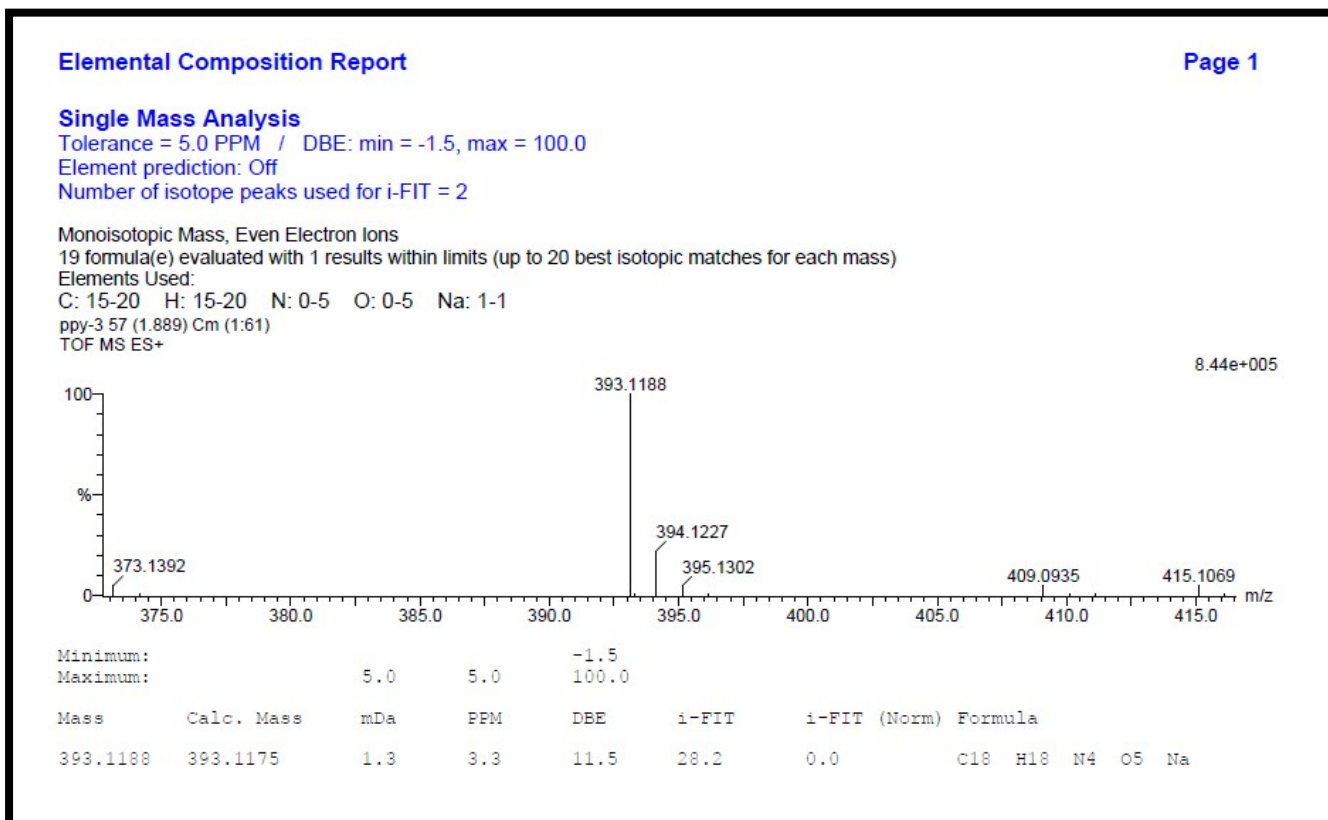 Elemental Composition Report Page 1
Single Mass Analysis
Tolerance = 5.0 PPM / DBE: min = -1.5, max = 100.0
Element prediction: Off
Number of isotope peaks used for i-FIT = 2
Monoisotopic Mass, Even Electron Ions
19 formula(e) evaluated with 1 results within limits (up to 20 best isotopic matches for each mass)
Elements Used:
C: 15-20 H: 15-20 N: 0-5 O: 0-5 Na: 1-1
ppy-3 57 (1.889) Cm (1:61)
TOF MS ES+
8.44e+005
100
393.1188
%
394.1227
373.1392
395.1302
409.0935
415.1069
0
m/z
375.0 380.0 385.0 390.0 395.0 400.0 405.0 410.0 415.0
Minimum: -1.5
Maximum: 5.0 5.0 100.0
Mass Calc. Mass mDa PPM DBE i-FIT i-FIT (Norm) Formula
393.1188 393.1175 1.3 3.3 11.5 28.2 0.0 C18 H18 N4 O5 Na